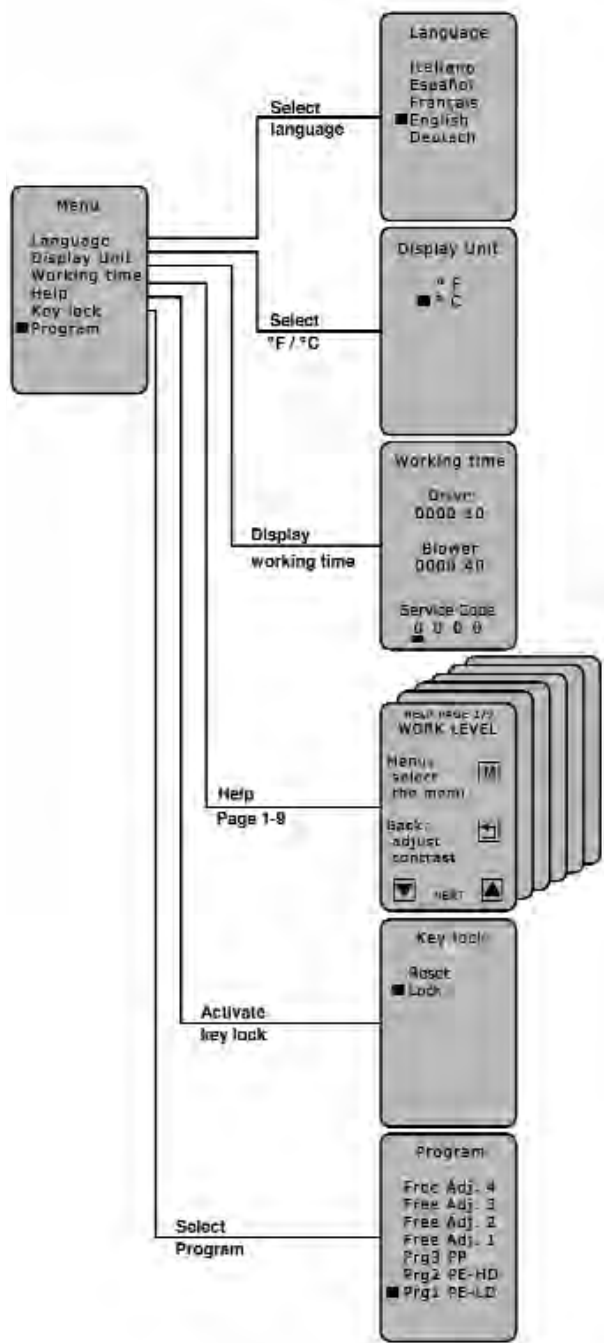 Menu
Language
Display Unit
Working time
Help
Key lock
Program
Select
language
Language
Italiano
Español
Français
English
Deutsch
Select
°F / °C
Display Unit
° F
° C
Display
working time
Working time
Drive
0000:40
Blower
0000:40
Service Code
0 0 0 0
Help
Page 1-9
HELP PAGE 1/9
WORK LEVEL
Menu:
select
the menu
M
Back:
adjust
contrast
NEXT
Activate
key lock
Key lock
Reset
Lock
Select
Program
Program
Free Adj. 4
Free Adj. 3
Free Adj. 2
Free Adj. 1
Prg3 PP
Prg2 PE-HD
Prg1 PE-LD